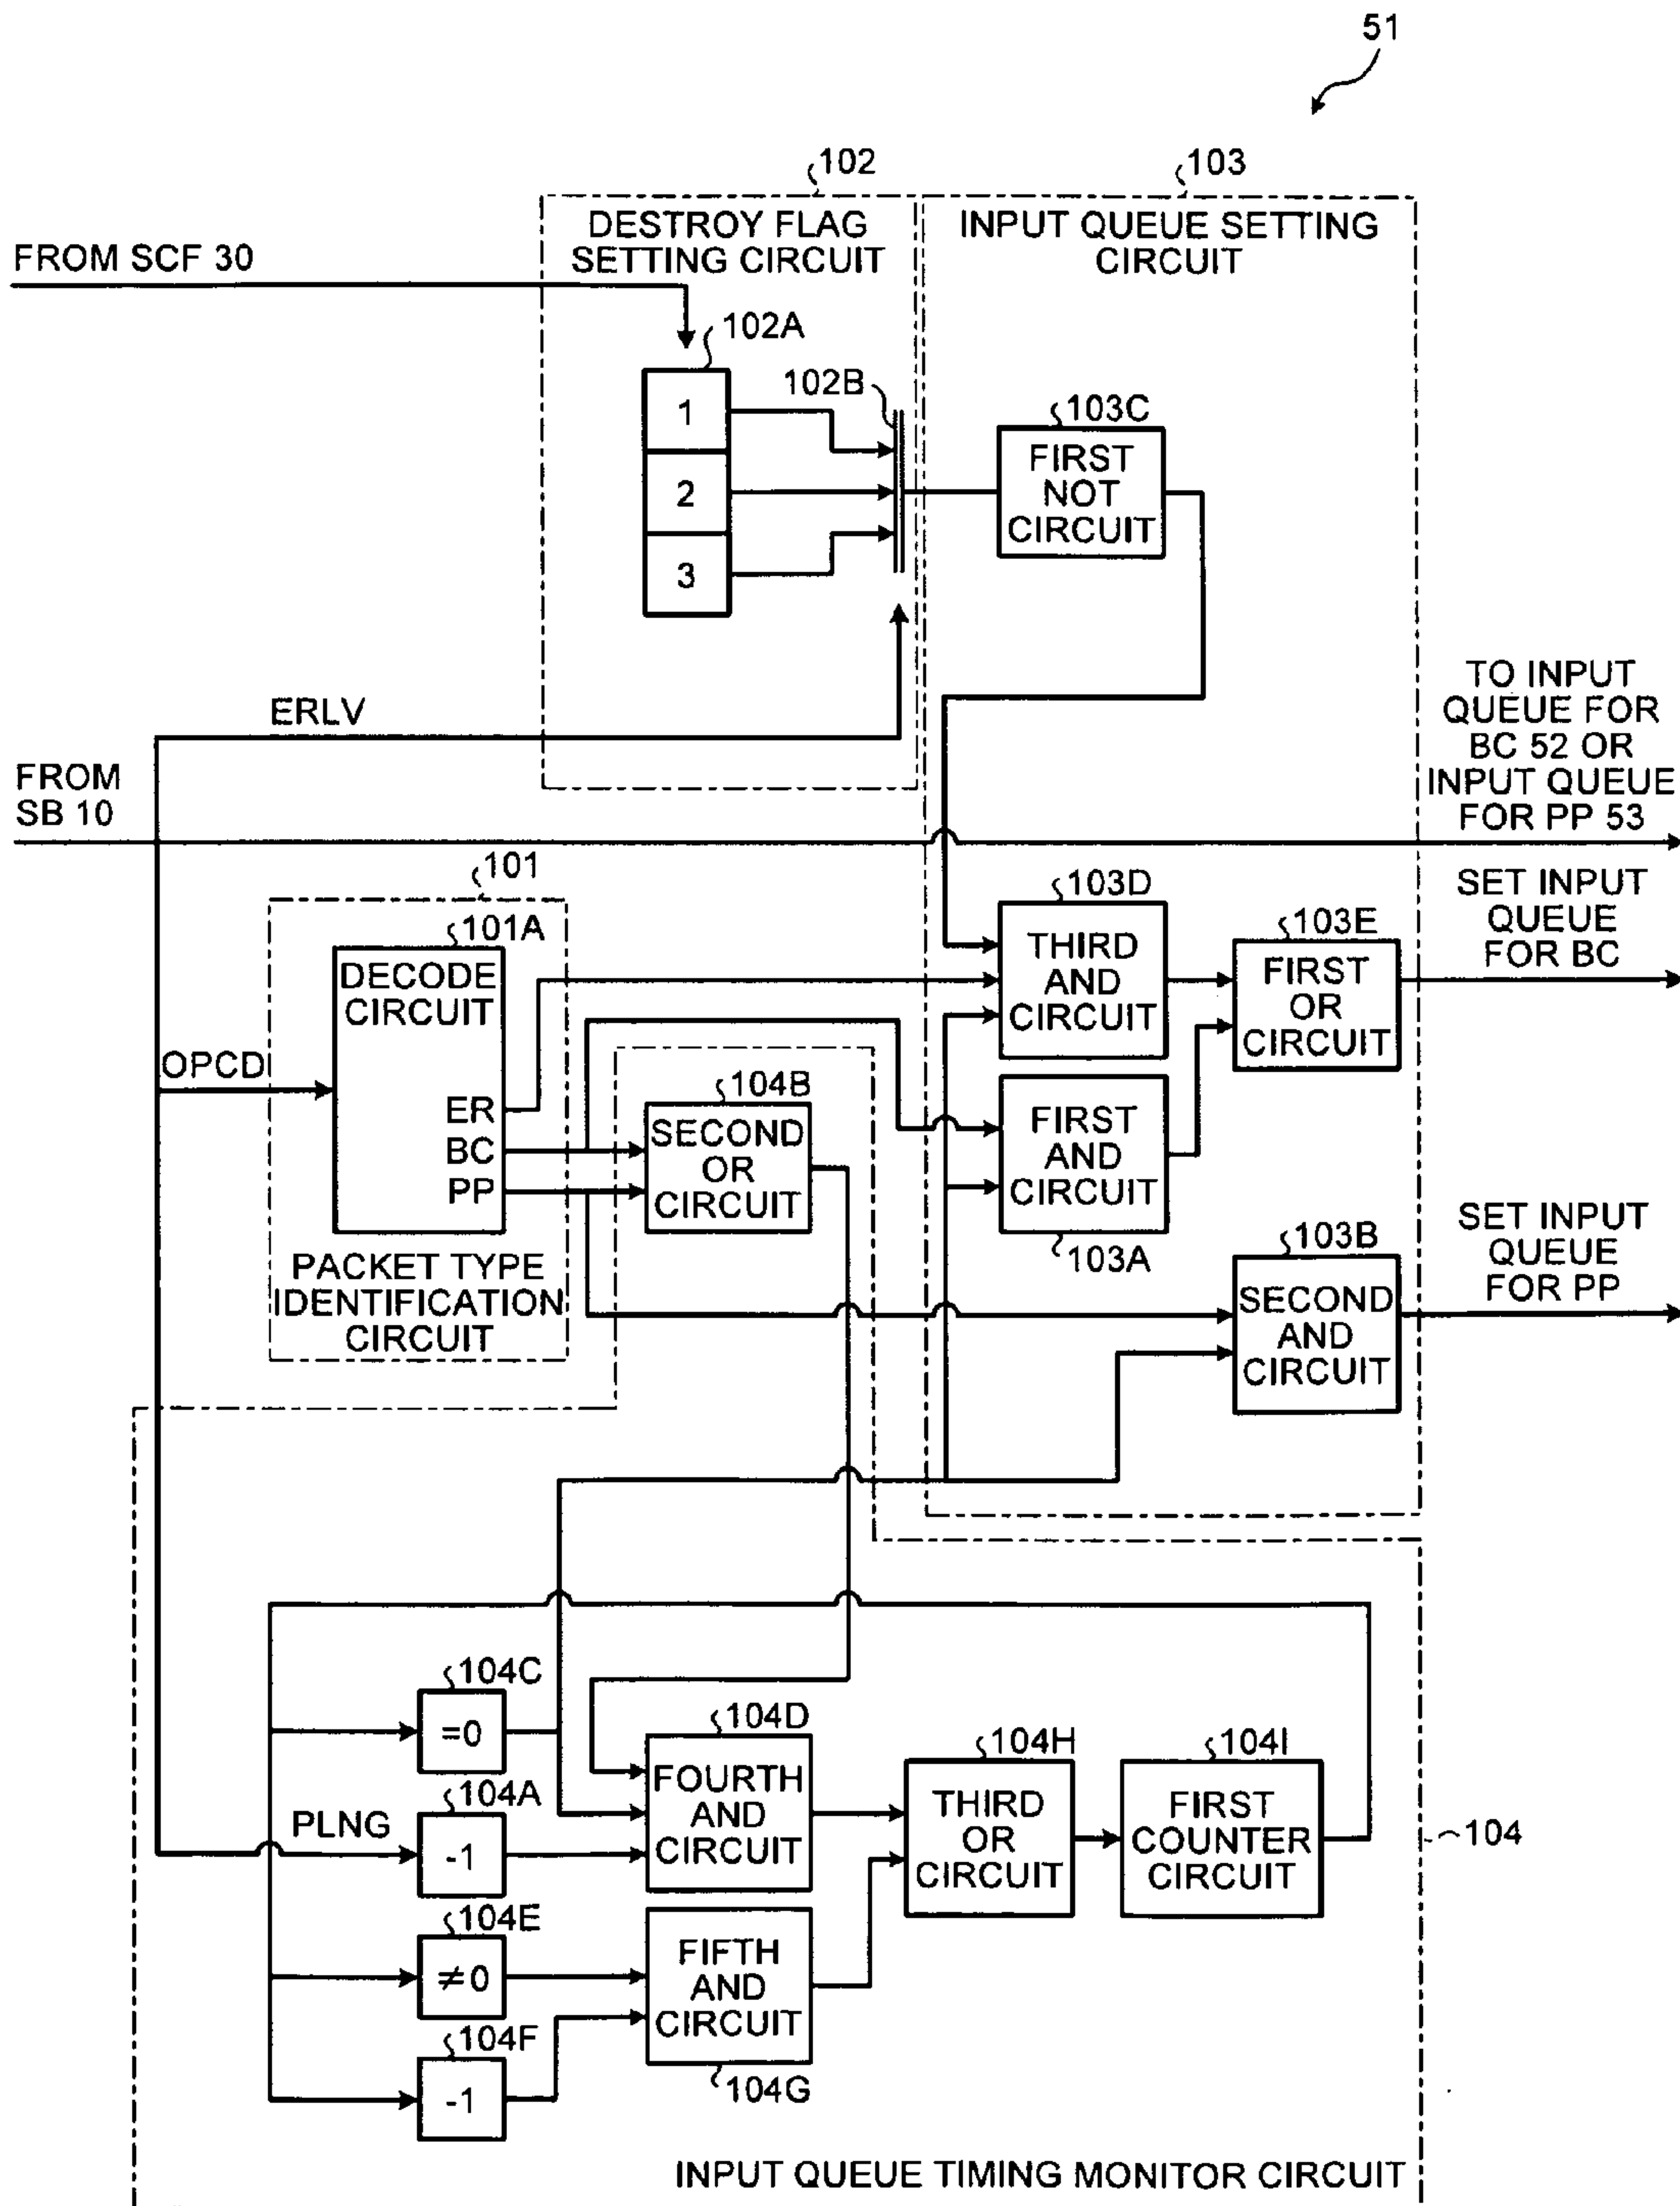 51
102
103
DESTROY FLAG
SETTING CIRCUIT
INPUT QUEUE SETTING
CIRCUIT
FROM SCF 30
102A
102B
1
2
3
103C
FIRST
NOT
CIRCUIT
ERLV
FROM
SB 10
TO INPUT
QUEUE FOR
BC 52 OR
INPUT QUEUE
FOR PP 53
101
101A
DECODE
CIRCUIT
OPCD
ER
BC
PP
PACKET TYPE
IDENTIFICATION
CIRCUIT
104B
SECOND
OR
CIRCUIT
103D
THIRD
AND
CIRCUIT
103E
FIRST
OR
CIRCUIT
SET INPUT
QUEUE
FOR BC
FIRST
AND
CIRCUIT
103A
103B
SECOND
AND
CIRCUIT
SET INPUT
QUEUE
FOR PP
104C
=0
104A
PLNG
-1
104E
≠0
104F
-1
104D
FOURTH
AND
CIRCUIT
FIFTH
AND
CIRCUIT
104G
104H
THIRD
OR
CIRCUIT
104I
FIRST
COUNTER
CIRCUIT
104
INPUT QUEUE TIMING MONITOR CIRCUIT